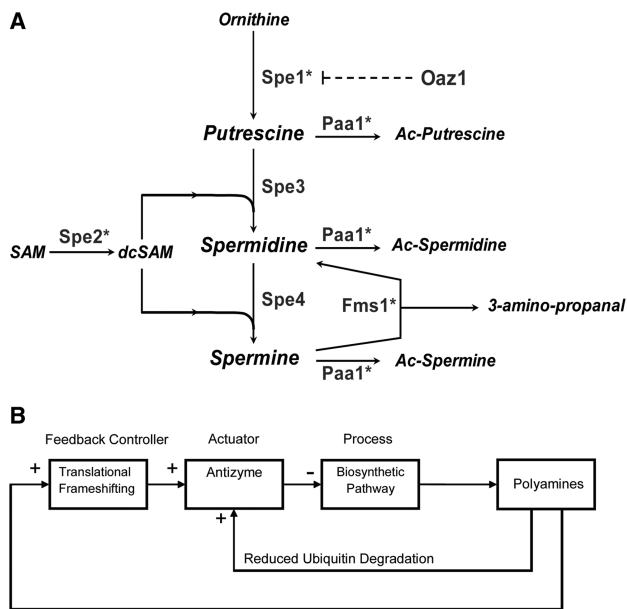 A
Ornithine
Spe1*
Oaz1
Putrescine
Paa1*
Ac-Putrescine
Spe3
SAM
Spe2*
dcSAM
Spermidine
Paa1*
Ac-Spermidine
Spe4
Fms1*
3-amino-propanal
Spermine
Paa1*
Ac-Spermine
B
Feedback Controller
Actuator
Process
+
Translational
Frameshifting
+
Antizyme
+
-
Biosynthetic
Pathway
Polyamines
Reduced Ubiquitin Degradation